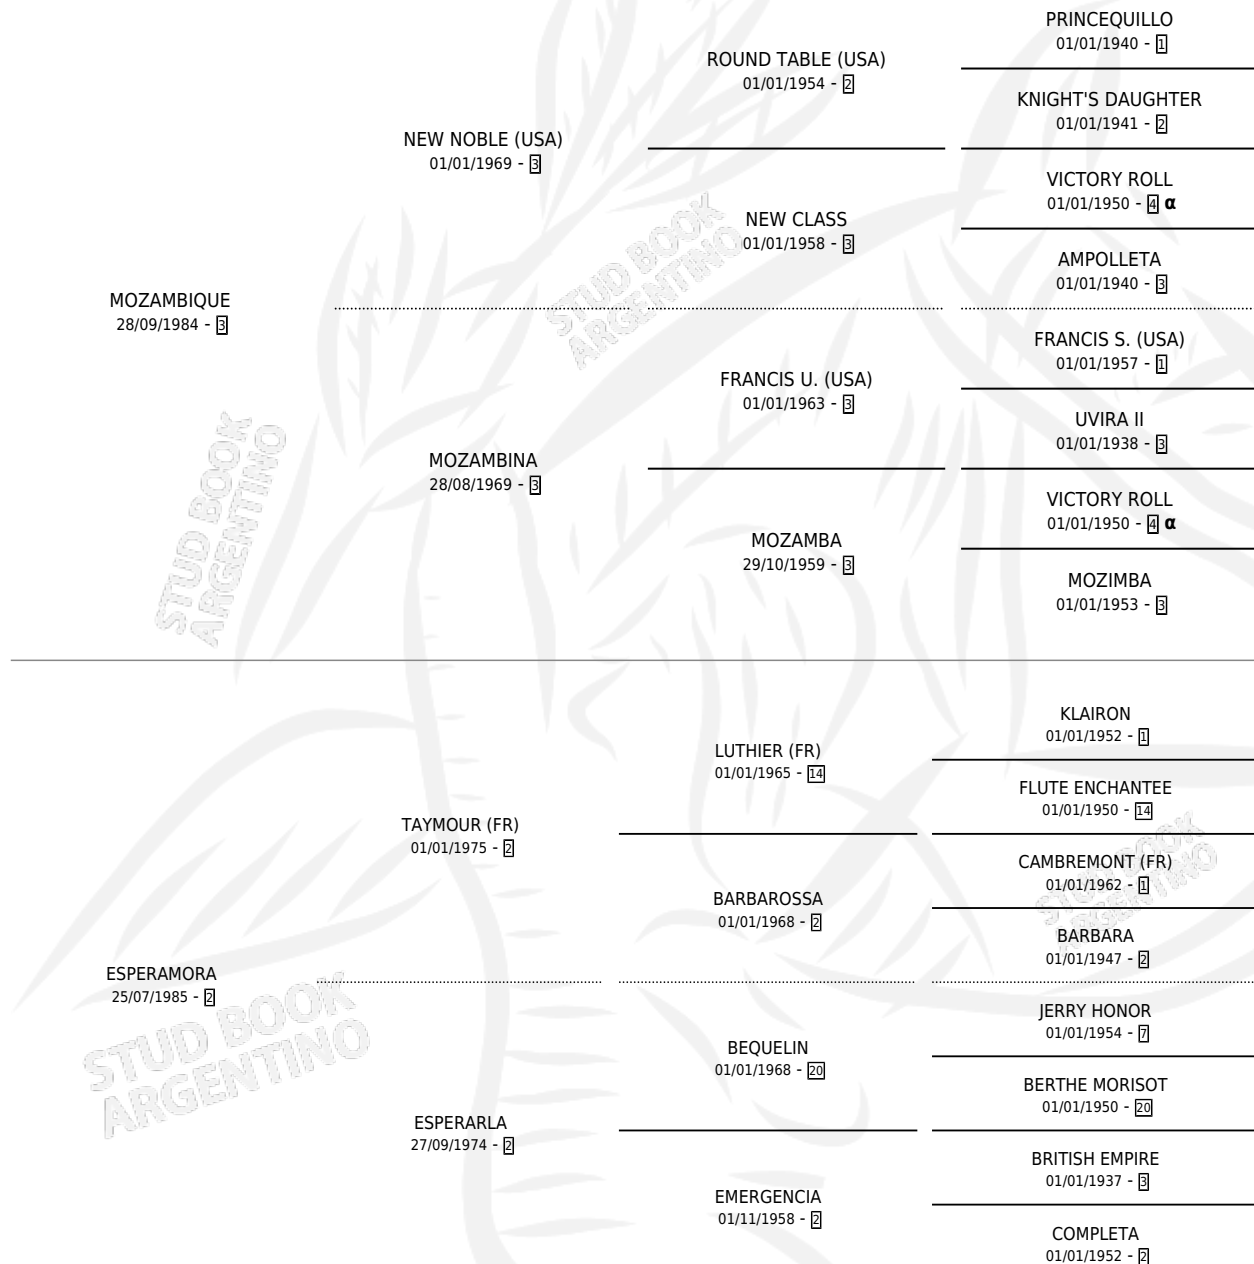 PRINCEQUILLO
01/01/1940 - 1
ROUND TABLE (USA)
01/01/1954 - 2
KNIGHT'S DAUGHTER
01/01/1941 - 2
NEW NOBLE (USA)
01/01/1969 - 3
VICTORY ROLL
01/01/1950 - 4 α
NEW CLASS
01/01/1958 - 3
AMPOLLETA
01/01/1940 - 3
MOZAMBIQUE
28/09/1984 - 3
FRANCIS S. (USA)
01/01/1957 - 1
FRANCIS U. (USA)
01/01/1963 - 3
UVIRA II
01/01/1938 - 3
MOZAMBINA
28/08/1969 - 3
VICTORY ROLL
01/01/1950 - 4 α
MOZAMBA
29/10/1959 - 3
MOZIMBA
01/01/1953 - 3
KLAIRON
01/01/1952 - 1
LUTHIER (FR)
01/01/1965 - 14
FLUTE ENCHANTEE
01/01/1950 - 14
TAYMOUR (FR)
01/01/1975 - 2
CAMBREMONT (FR)
01/01/1962 - 1
BARBAROSSA
01/01/1968 - 2
BARBARA
01/01/1947 - 2
ESPERAMORA
25/07/1985 - 2
JERRY HONOR
01/01/1954 - 7
BEQUELIN
01/01/1968 - 20
BERTHE MORISOT
01/01/1950 - 20
ESPERARLA
27/09/1974 - 2
BRITISH EMPIRE
01/01/1937 - 3
EMERGENCIA
01/11/1958 - 2
COMPLETA
01/01/1952 - 2
STUD BOOK
ARGENTINO
STUD BOOK
ARGENTINO
STUD BOOK
ARGENTINO
STUD BOOK
ARGENTINO